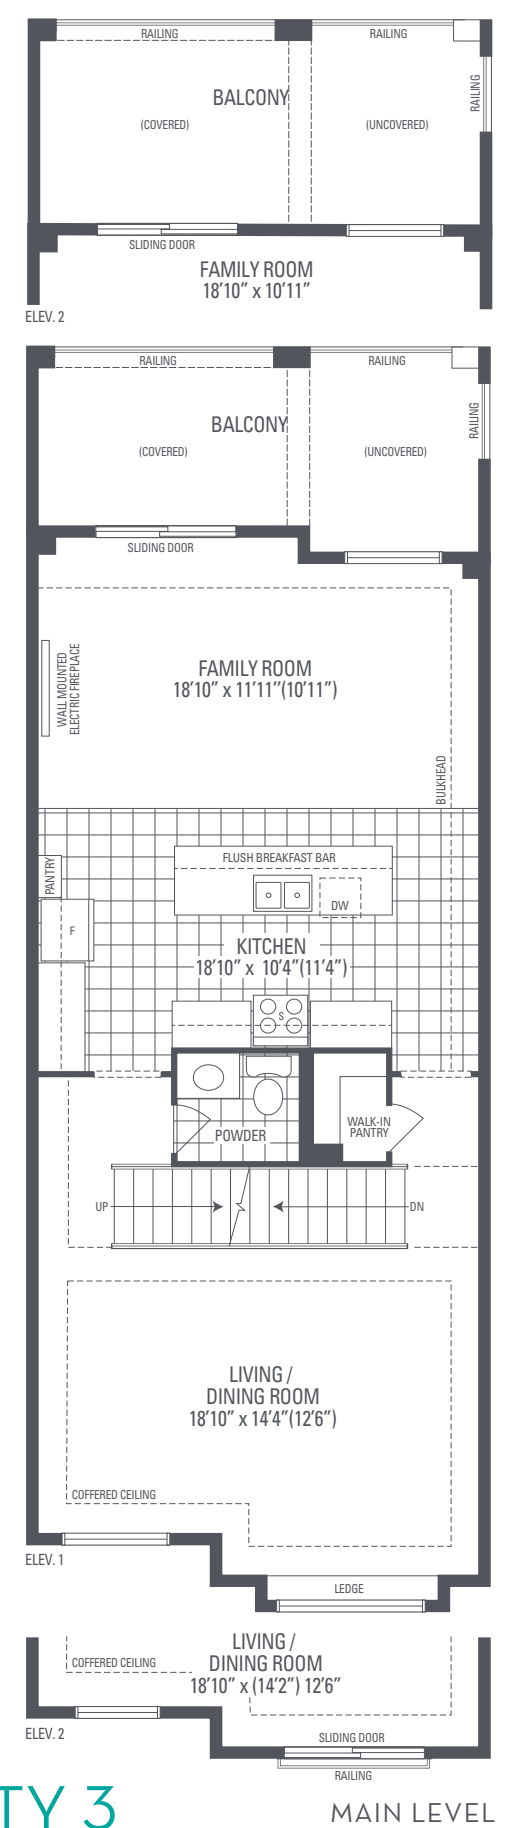 RAILING
RAILING
RAILING
BALCONY
(COVERED)
(UNCOVERED)
SLIDING DOOR
FAMILY ROOM
18'10" x 10'11"
ELEV. 2
RAILING
RAILING
RAILING
BALCONY
(COVERED)
(UNCOVERED)
SLIDING DOOR
WALL MOUNTED
ELECTRIC FIREPLACE
FAMILY ROOM
18'10" x 11'11"(10'11")
BULKHEAD
FLUSH BREAKFAST BAR
PANTRY
DW
F
KITCHEN
18'10" x 10'4"(11'4")
S
POWDER
WALK-IN
PANTRY
UP
DN
LIVING /
DINING ROOM
18'10" x 14'4"(12'6")
COFFERED CEILING
ELEV. 1
LEDGE
LIVING /
DINING ROOM
18'10" x (14'2") 12'6"
COFFERED CEILING
ELEV. 2
SLIDING DOOR
RAILING
TY 3
MAIN LEVEL